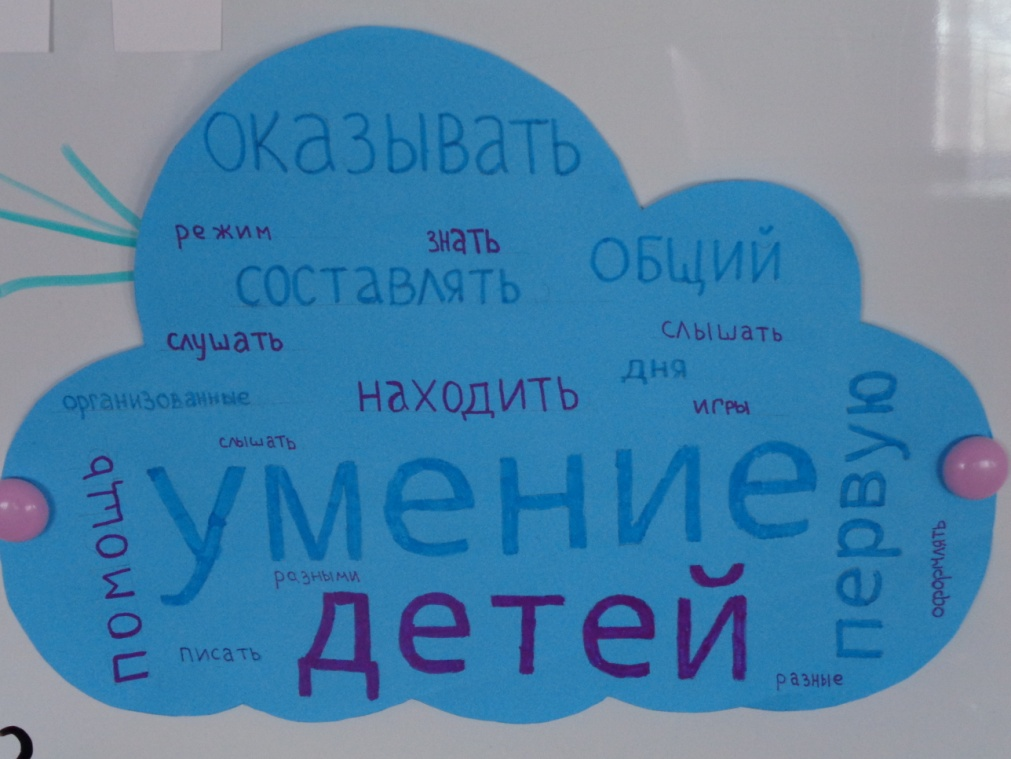 оказывать
режим
знать
общий
составлять
слушать
слышать
дня
организованные
находить
игры
первую
слышать
умение
помоща
оформлять
разными
детей
писать
разные